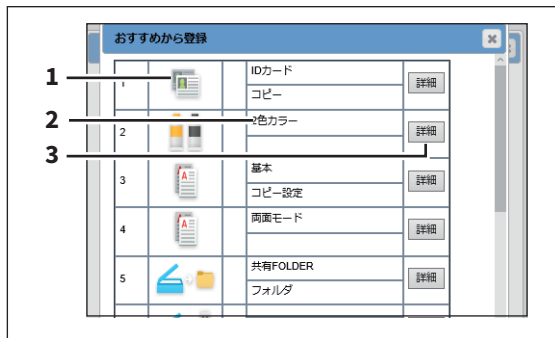 おすすめから登録
1
2
3
1
IDカード
コピー
詳細
2
2色カラー
詳細
3
基本
コピー設定
詳細
4
両面モード
詳細
5
共有FOLDER
フォルダ
詳細